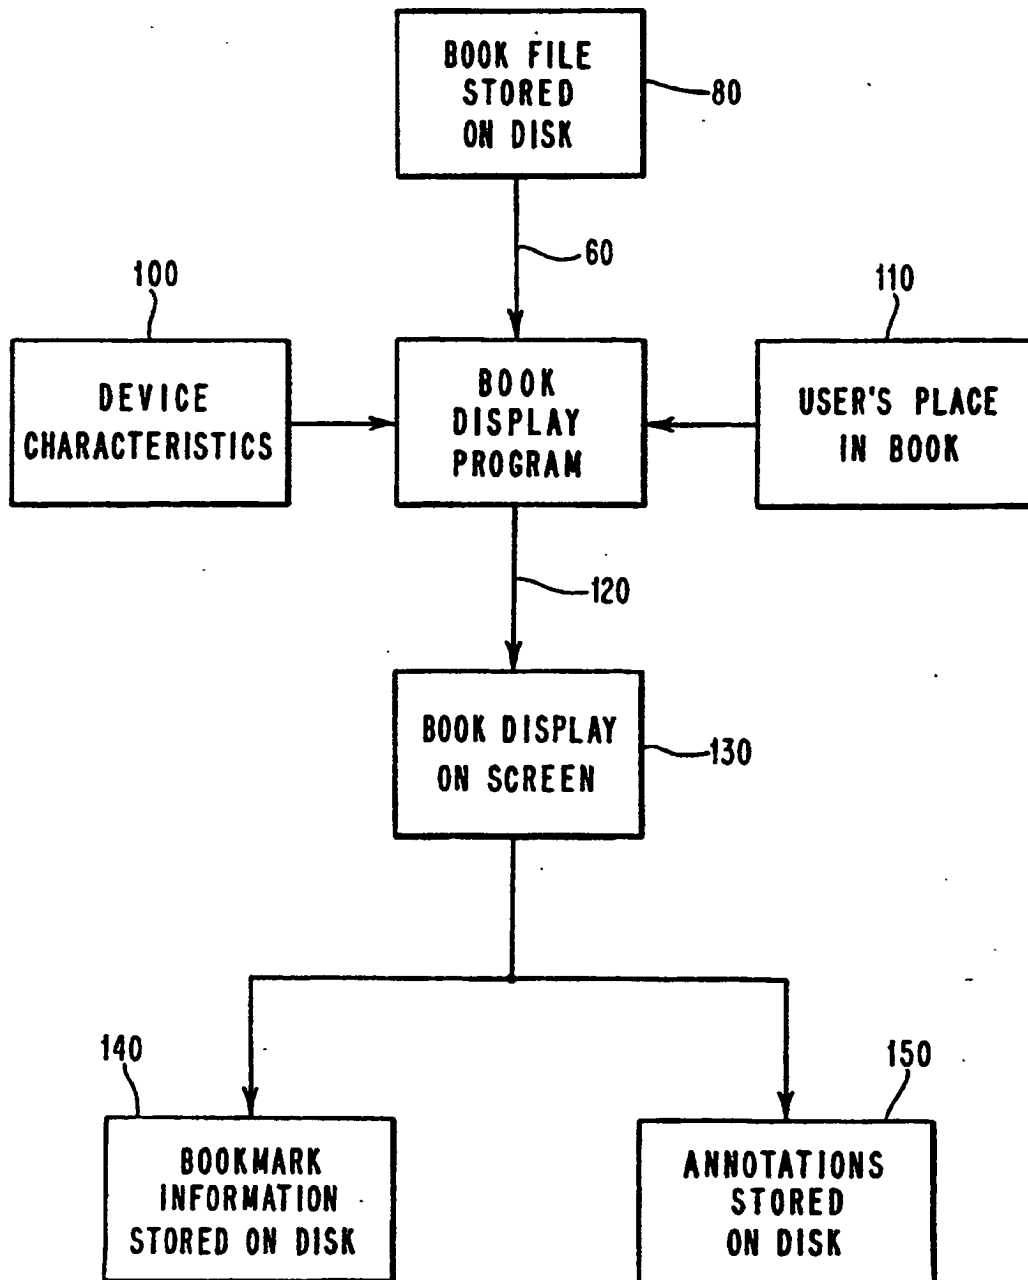 BOOK FILE
STORED
ON DISK
80
60
100
110
DEVICE
CHARACTERISTICS
BOOK
DISPLAY
PROGRAM
USER'S PLACE
IN BOOK
120
BOOK DISPLAY
ON SCREEN
130
140
150
BOOKMARK
INFORMATION
STORED ON DISK
ANNOTATIONS
STORED
ON DISK